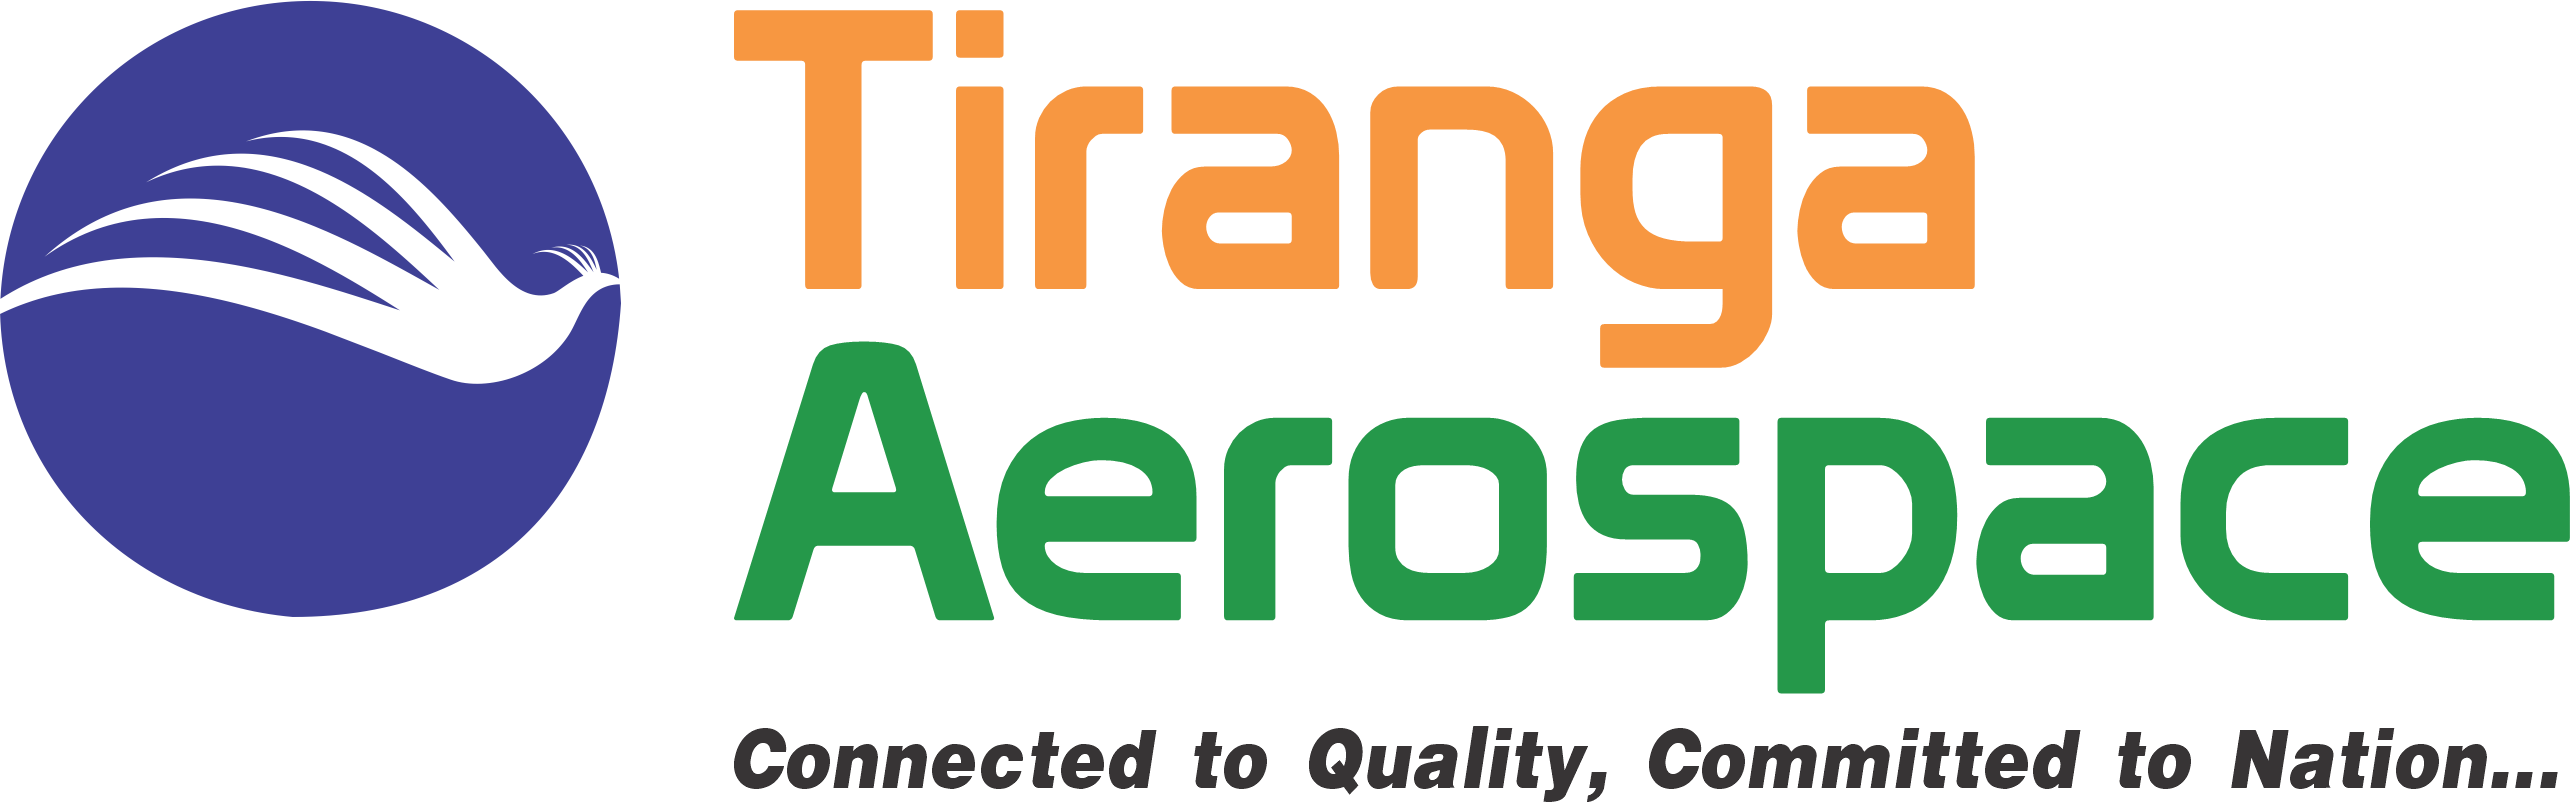 Tiranga
Aerospace
Connected to Quality, Committed to Nation...